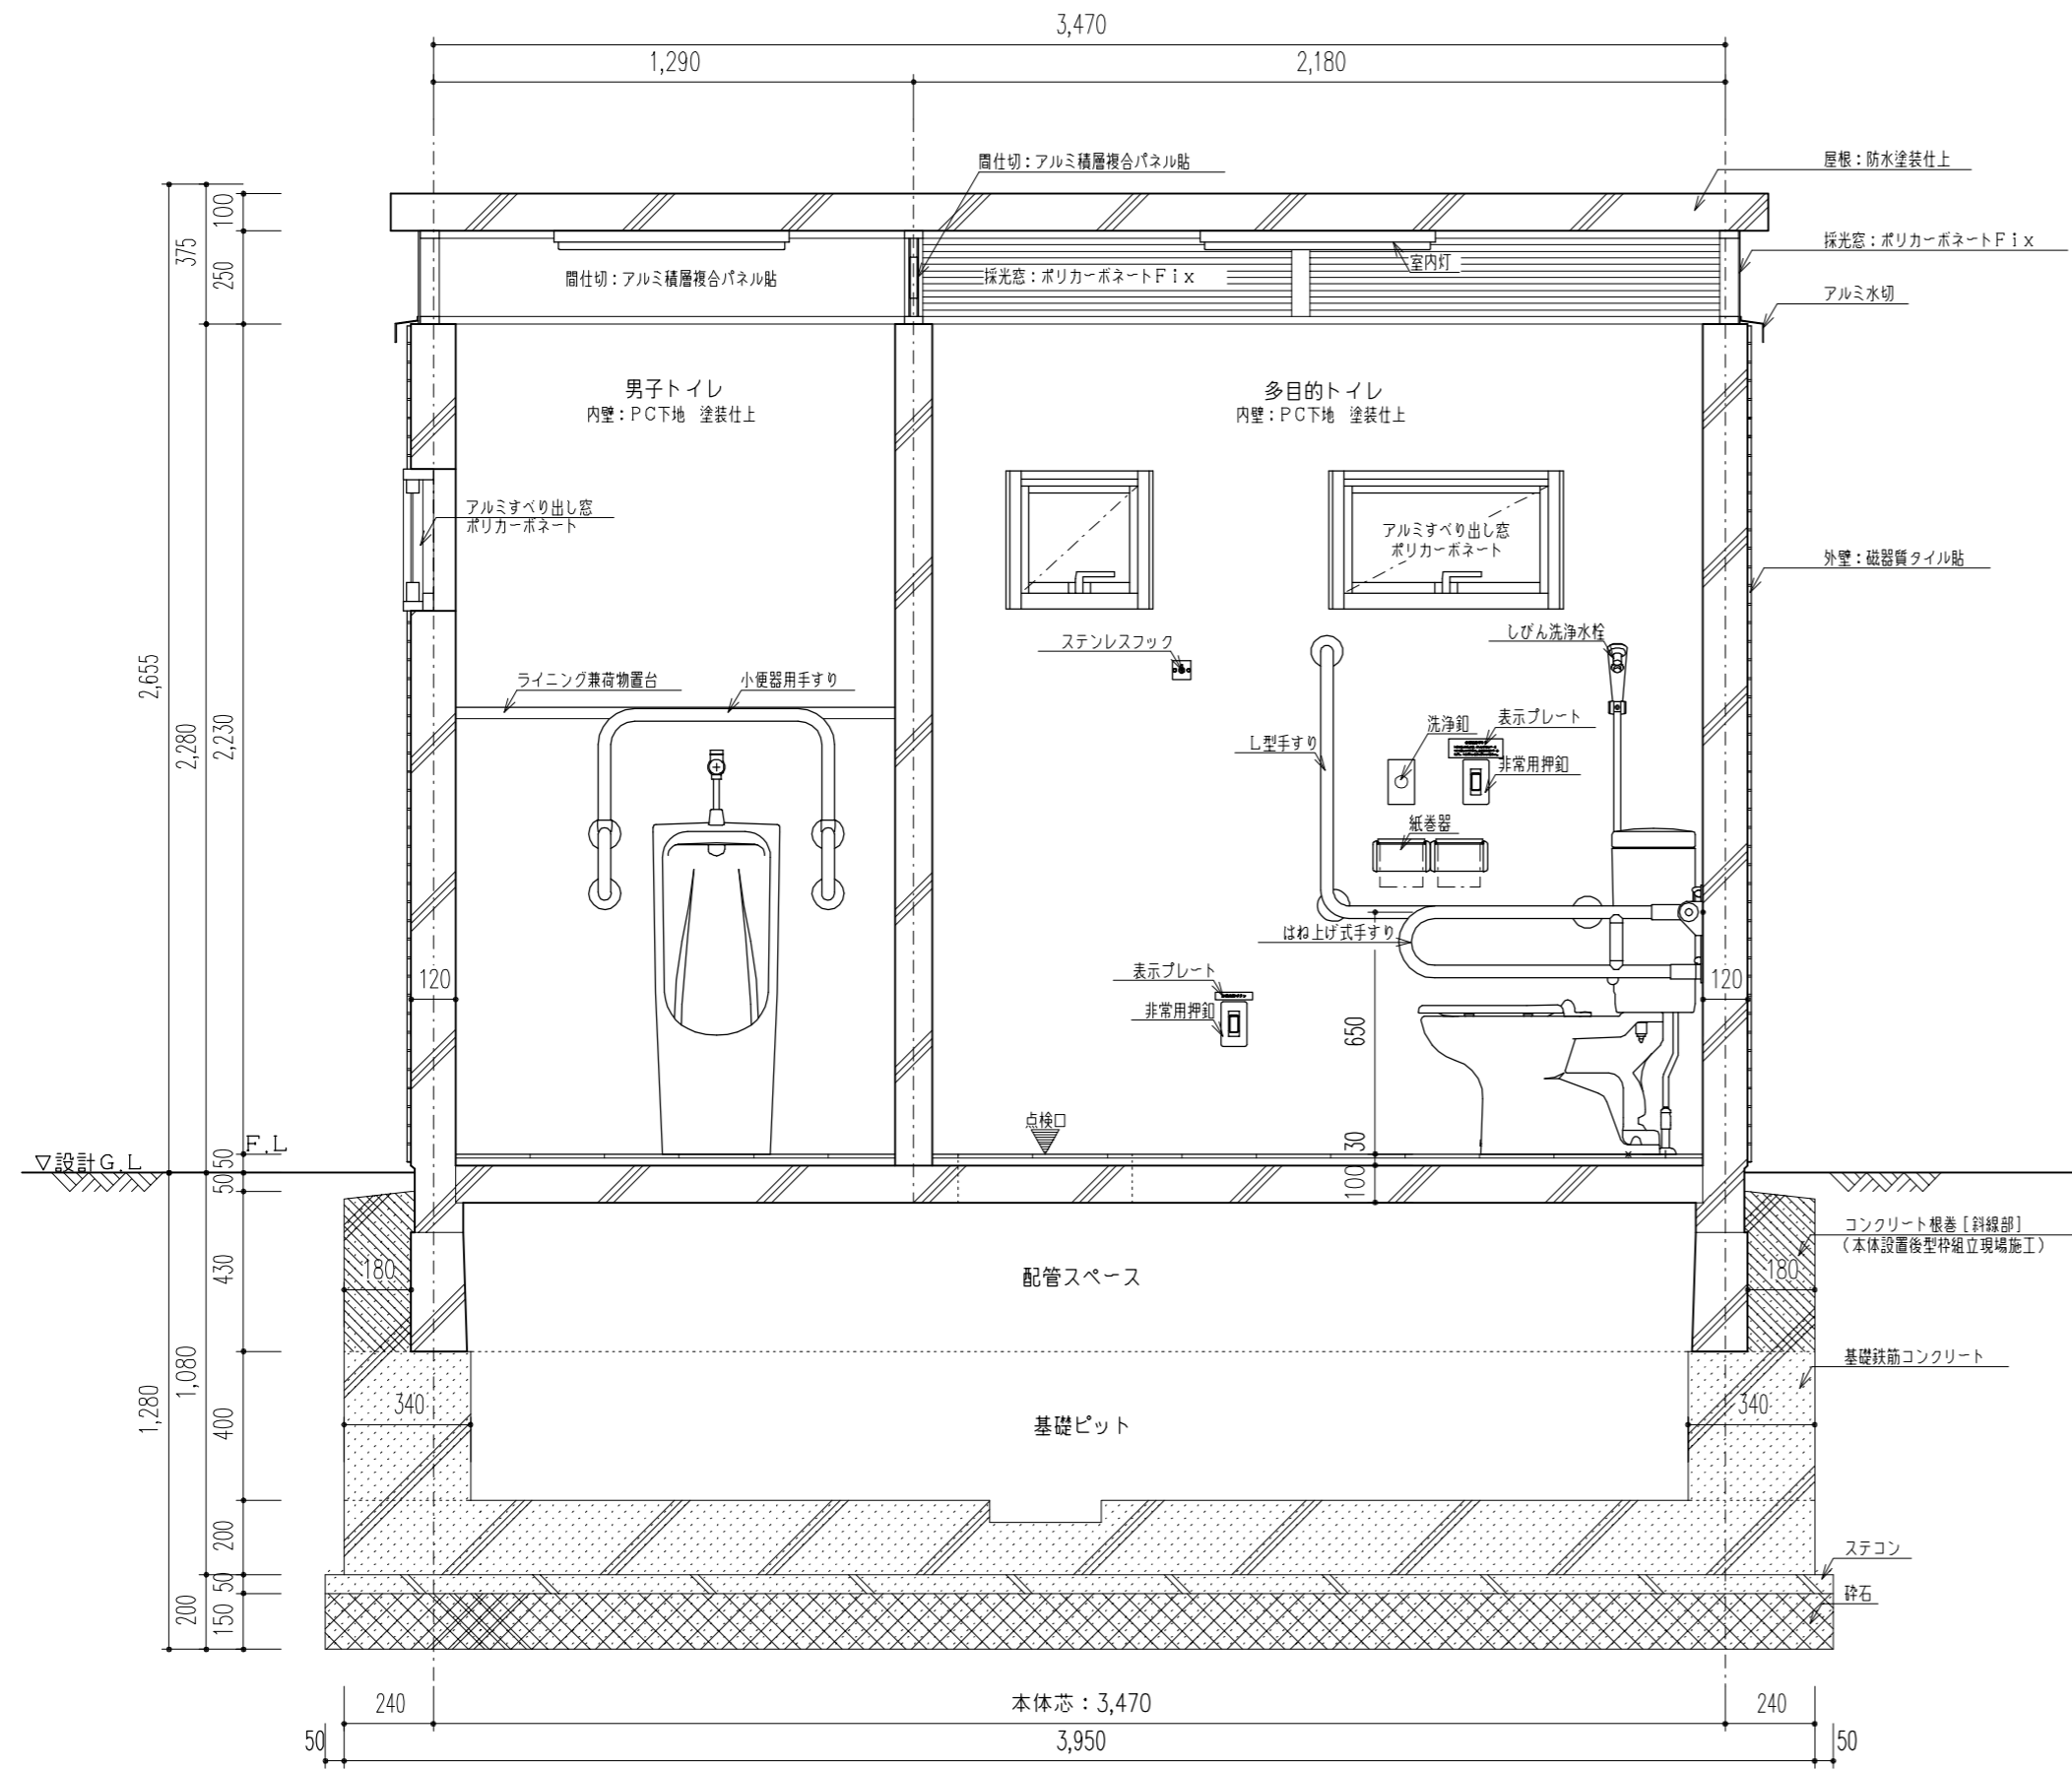 3,470
1,290
2,180
間仕切：アルミ積層複合パネル貼
屋根：防水塗装仕上
100
375
250
間仕切：アルミ積層複合パネル貼
採光窓：ポリカーボネートＦｉｘ
室内灯
採光窓：ポリカーボネートＦｉｘ
アルミ水切
男子トイレ
内壁：ＰＣ下地　塗装仕上
多目的トイレ
内壁：ＰＣ下地　塗装仕上
アルミすべり出し窓
ポリカーボネート
アルミすべり出し窓
ポリカーボネート
外壁：磁器質タイル貼
2,655
2,280
2,230
ステンレスフック
しびん洗浄水栓
ライニング兼荷物置台
小便器用手すり
L型手すり
洗浄釦
表示プレート
非常用押釦
紙巻器
はね上げ式手すり
120
120
表示プレート
非常用押釦
650
点検口
30
100
F.L
▽設計G.L
50
50
コンクリート根巻［斜線部］
（本体設置後型枠組立現場施工）
430
180
180
配管スペース
基礎鉄筋コンクリート
1,280
1,080
400
340
340
基礎ピット
200
ステコン
50
200
150
砕石
240
本体芯：3,470
240
50
3,950
50